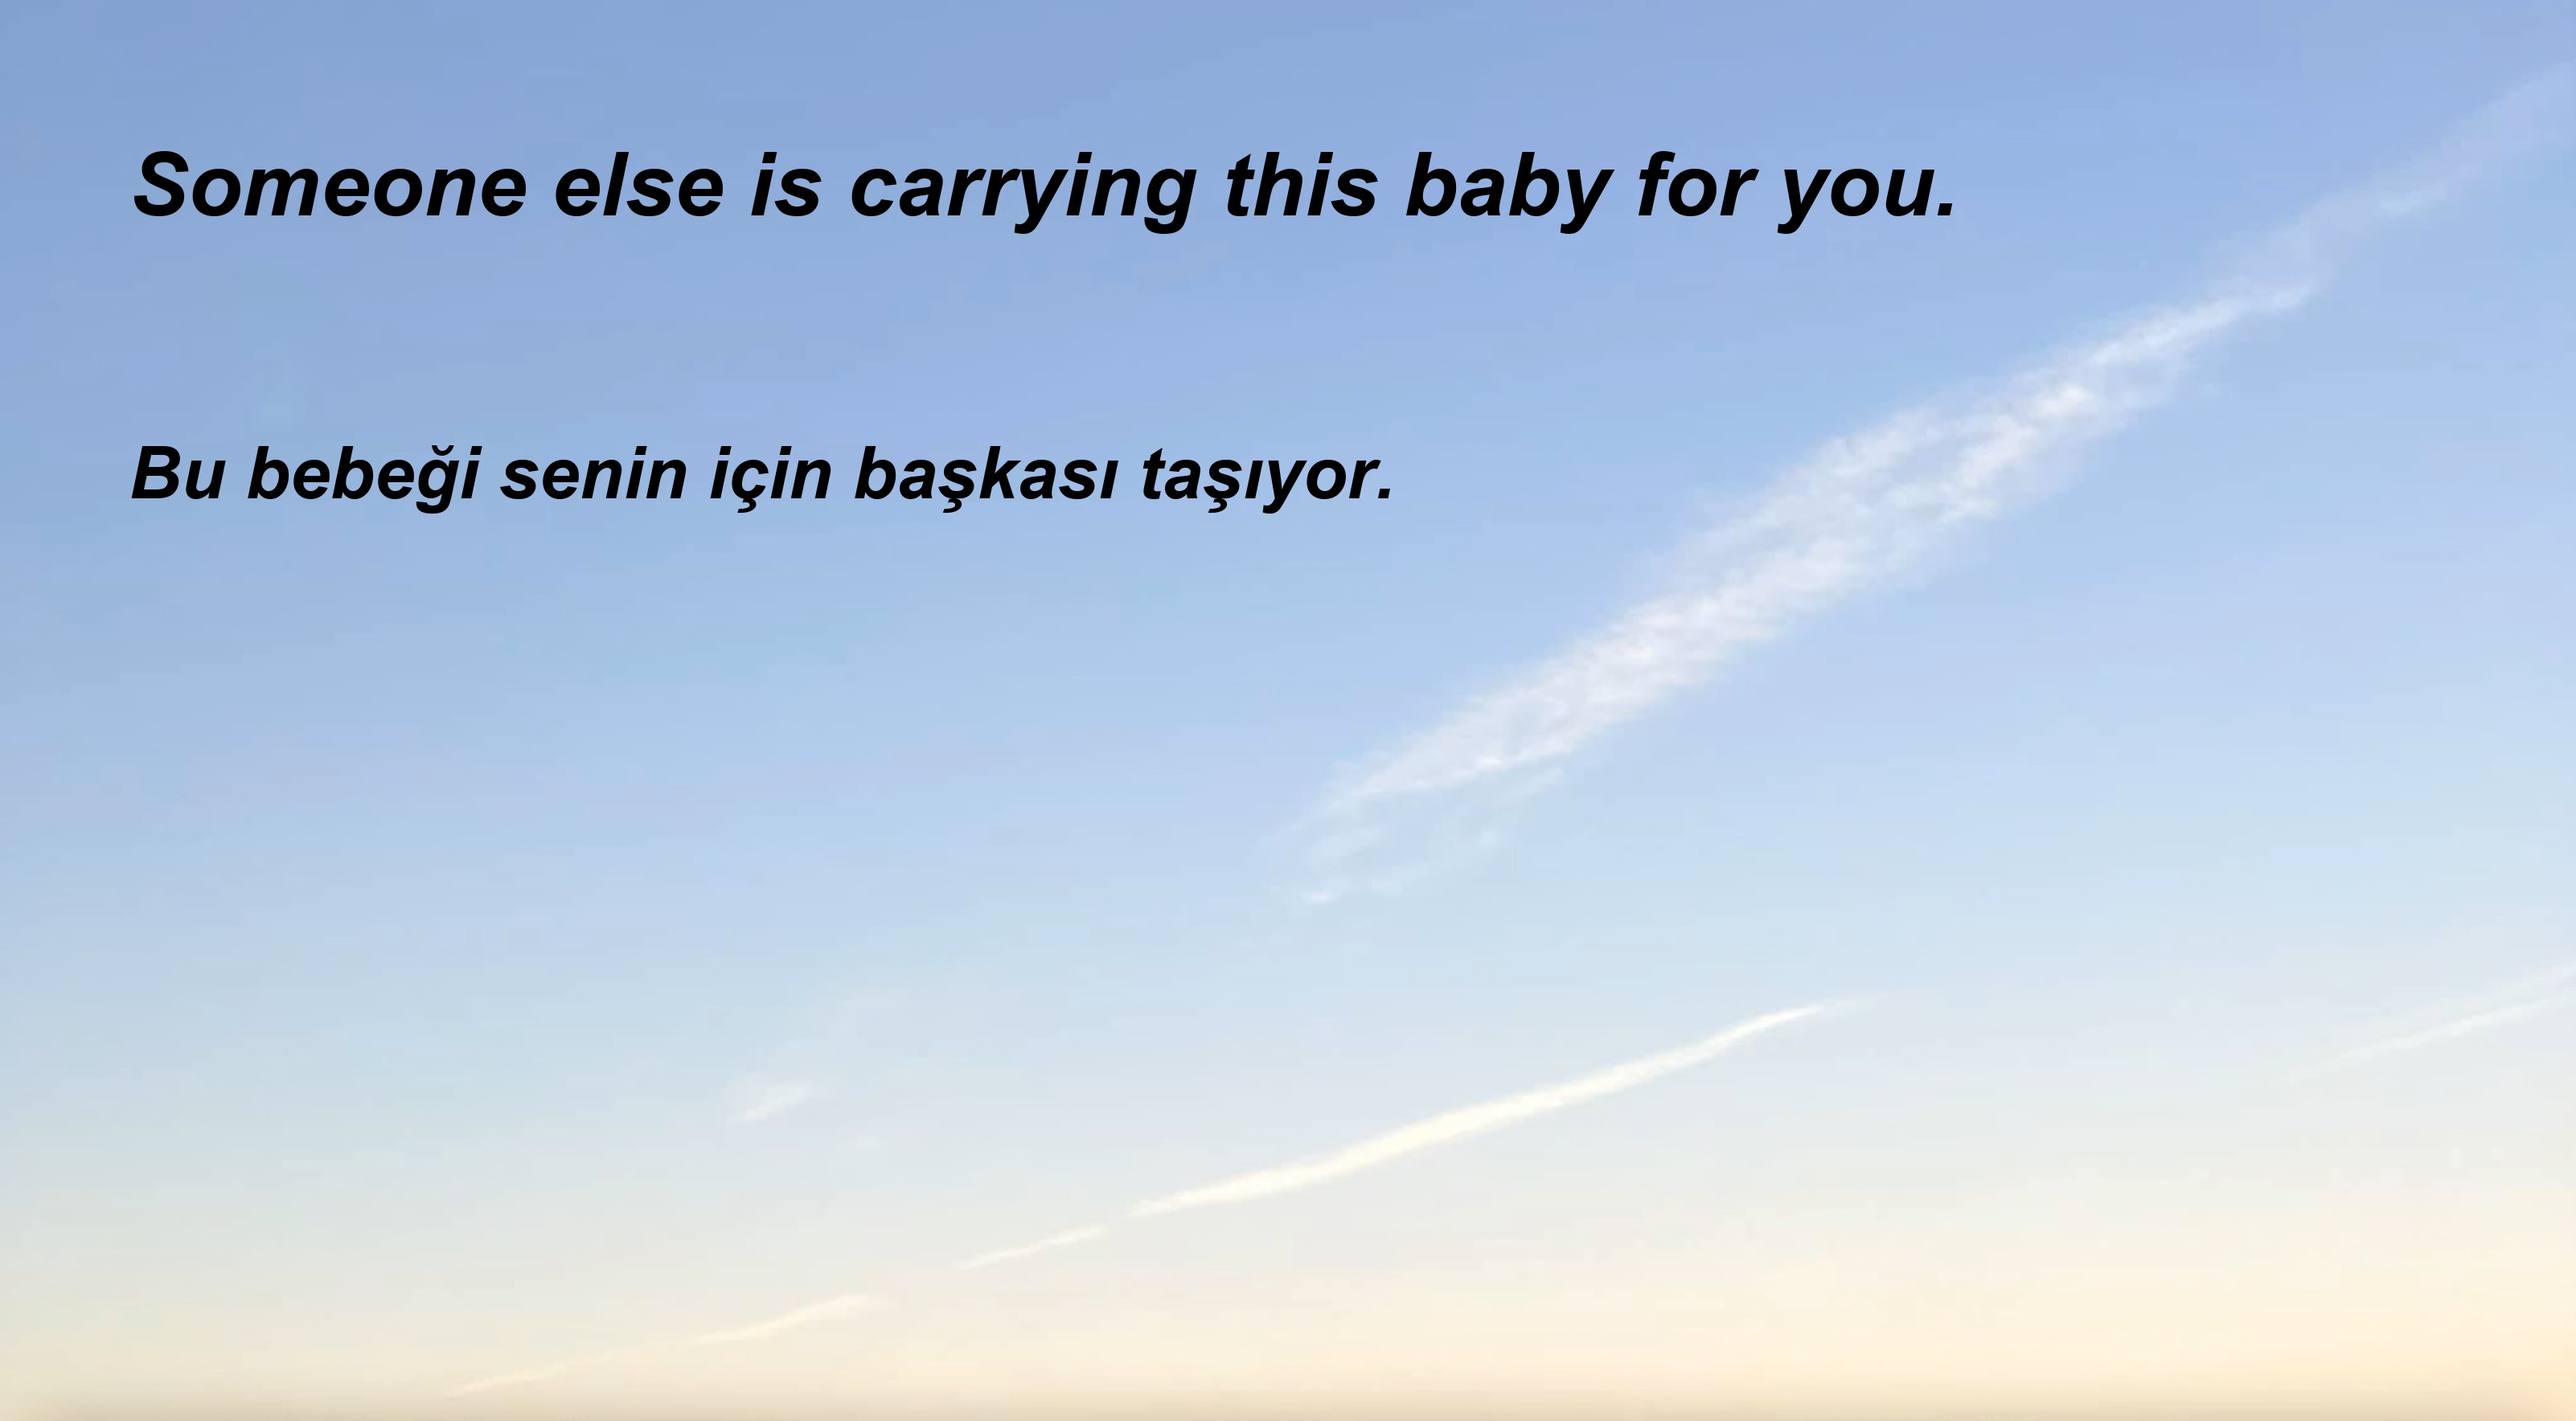 Someone else is carrying this baby for you.
Bu bebeği senin için başkası taşıyor.